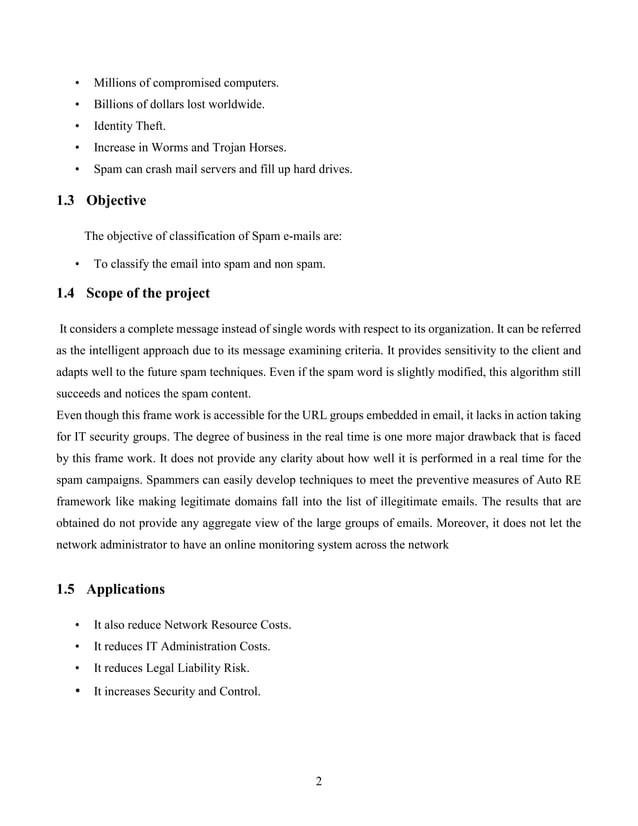 • Millions of compromised computers.
• Billions of dollars lost worldwide.
• Identity Theft.
• Increase in Worms and Trojan Horses.
• Spam can crash mail servers and fill up hard drives.
1.3 Objective
The objective of classification of Spam e-mails are:
• To classify the email into spam and non spam.
1.4 Scope of the project
It considers a complete message instead of single words with respect to its organization. It can be referred
as the intelligent approach due to its message examining criteria. It provides sensitivity to the client and
adapts well to the future spam techniques. Even if the spam word is slightly modified, this algorithm still
succeeds and notices the spam content.
Even though this frame work is accessible for the URL groups embedded in email, it lacks in action taking
for IT security groups. The degree of business in the real time is one more major drawback that is faced
by this frame work. It does not provide any clarity about how well it is performed in a real time for the
spam campaigns. Spammers can easily develop techniques to meet the preventive measures of Auto RE
framework like making legitimate domains fall into the list of illegitimate emails. The results that are
obtained do not provide any aggregate view of the large groups of emails. Moreover, it does not let the
network administrator to have an online monitoring system across the network
1.5 Applications
• It also reduce Network Resource Costs.
• It reduces IT Administration Costs.
• It reduces Legal Liability Risk.
• It increases Security and Control.
2